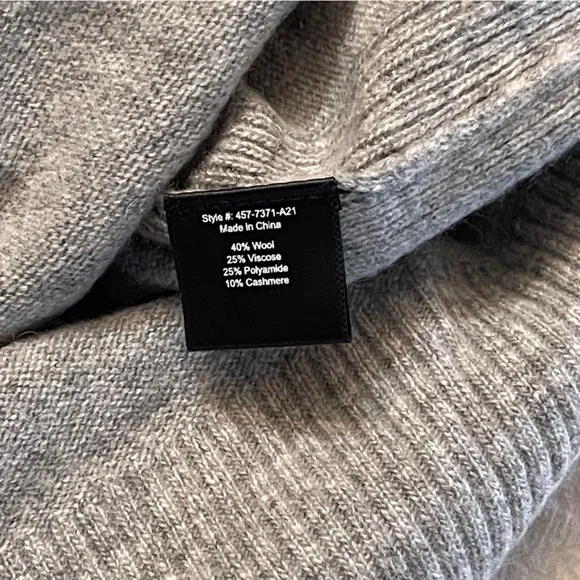 Style #: 457-7371-A21
Made In China
40% Wool
25% Viscose
25% Polyamide
10% Cashmere